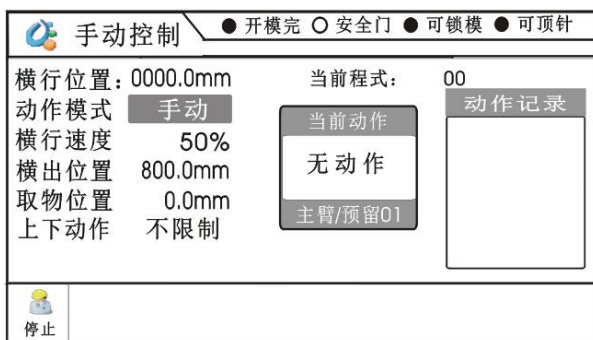 手动控制 ● 开模完 ○ 安全门 ● 可锁模 ● 可顶针
横行位置：0000.0mm 当前程式： 00
动作模式 手动 当前动作 动作记录
横行速度 50%
横出位置 800.0mm 无动作
取物位置 0.0mm
上下动作 不限制 主臂/预留01
停止